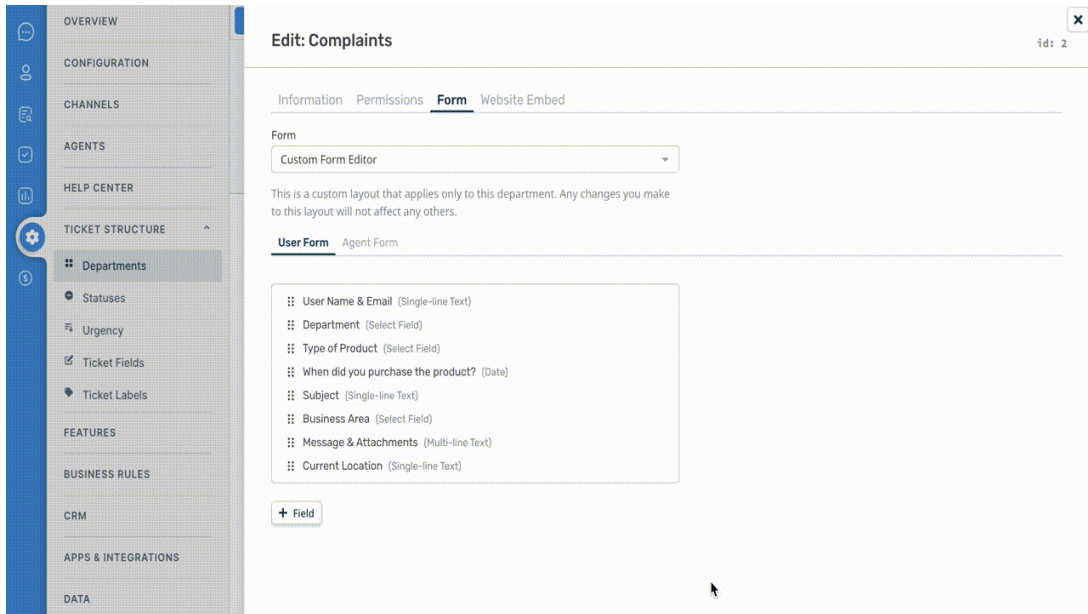 OVERVIEW
CONFIGURATION
CHANNELS
AGENTS
HELP CENTER
TICKET STRUCTURE
Departments
Statuses
Urgency
Ticket Fields
Ticket Labels
FEATURES
BUSINESS RULES
CRM
APPS & INTEGRATIONS
DATA
Edit: Complaints
id: 2
Information Permissions Form Website Embed
Form
Custom Form Editor
This is a custom layout that applies only to this department. Any changes you make
to this layout will not affect any others.
User Form Agent Form
User Name & Email (Single-line Text)
Department (Select Field)
Type of Product (Select Field)
When did you purchase the product? (Date)
Subject (Single-line Text)
Business Area (Select Field)
Message & Attachments (Multi-line Text)
Current Location (Single-line Text)
+ Field